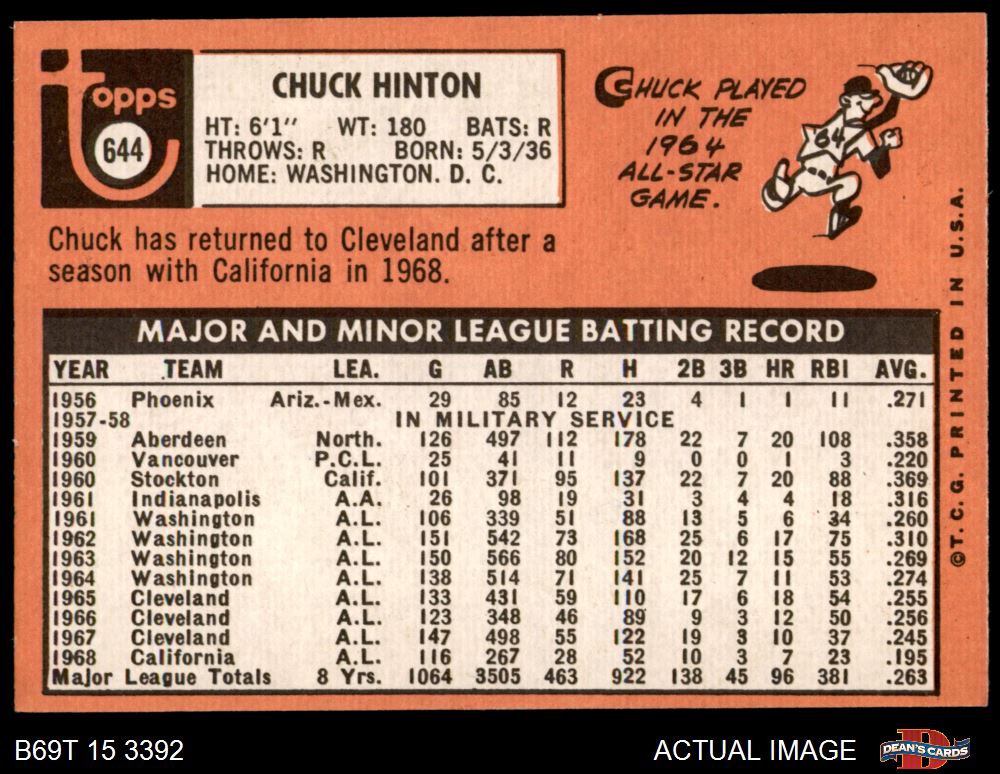 Topps
644
CHUCK HINTON
HT: 6'1" WT: 180 BATS: R
THROWS: R BORN: 5/3/36
HOME: WASHINGTON. D. C.
CHUCK PLAYED
IN THE
1964
ALL-STAR
GAME.
64
Chuck has returned to Cleveland after a
season with California in 1968.
MAJOR AND MINOR LEAGUE BATTING RECORD
YEAR TEAM LEA. G AB R H 2B 3B HR RBI AVG.
1956 Phoenix Ariz.-Mex. 29 85 12 23 4 1 1 11 .271
1957-58 IN MILITARY SERVICE
1959 Aberdeen North. 126 497 112 178 22 7 20 108 .358
1960 Vancouver P.C.L. 25 41 11 9 0 0 1 3 .220
1960 Stockton Calif. 101 371 95 137 22 7 20 88 .369
1961 Indianapolis A.A. 26 98 19 31 3 4 4 18 .316
1961 Washington A.L. 106 339 51 88 13 5 6 34 .260
1962 Washington A.L. 151 542 73 168 25 6 17 75 .310
1963 Washington A.L. 150 566 80 152 20 12 15 55 .269
1964 Washington A.L. 138 514 71 141 25 7 11 53 .274
1965 Cleveland A.L. 133 431 59 110 17 6 18 54 .255
1966 Cleveland A.L. 123 348 46 89 9 3 12 50 .256
1967 Cleveland A.L. 147 498 55 122 19 3 10 37 .245
1968 California A.L. 116 267 28 52 10 3 7 23 .195
Major League Totals 8 Yrs. 1064 3505 463 922 138 45 96 381 .263
©T. C. G. PRINTED IN U.S.A.
B69T 15 3392
ACTUAL IMAGE
DEAN'S CARDS